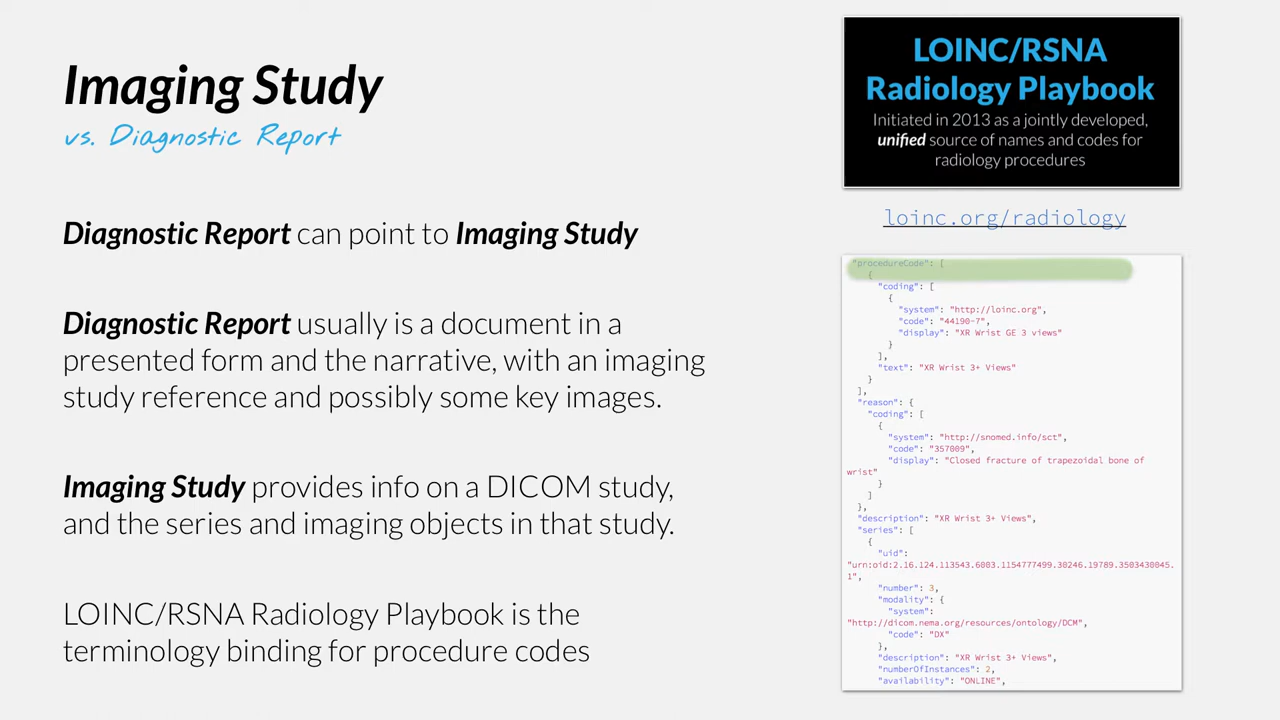 Imaging Study
vs. Diagnostic Report
Diagnostic Report can point to Imaging Study
Diagnostic Report usually is a document in a
presented form and the narrative, with an imaging
study reference and possibly some key images.
Imaging Study provides info on a DICOM study,
and the series and imaging objects in that study.
LOINC/RSNA Radiology Playbook is the
terminology binding for procedure codes
LOINC/RSNA
Radiology Playbook
Initiated in 2013 as a jointly developed,
unified source of names and codes for
radiology procedures
loinc.org/radiology
"procedureCode": [
{
"coding": [
{
"system": "http://loinc.org",
"code": "44190-7",
"display": "XR Wrist GE 3 views"
}
],
"text": "XR Wrist 3+ Views"
}
],
"reason": {
"coding": [
{
"system": "http://snomed.info/sct",
"code": "357009",
"display": "Closed fracture of trapezoidal bone of
wrist"
}
]
},
"description": "XR Wrist 3+ Views",
"series": [
{
"uid":
"urn:oid:2.16.124.113543.6003.1154777499.30246.19789.3503430045.
1",
"number": 3,
"modality": {
"system":
"http://dicom.nema.org/resources/ontology/DCM",
"code": "DX"
},
"description": "XR Wrist 3+ Views",
"numberOfInstances": 2,
"availability": "ONLINE",